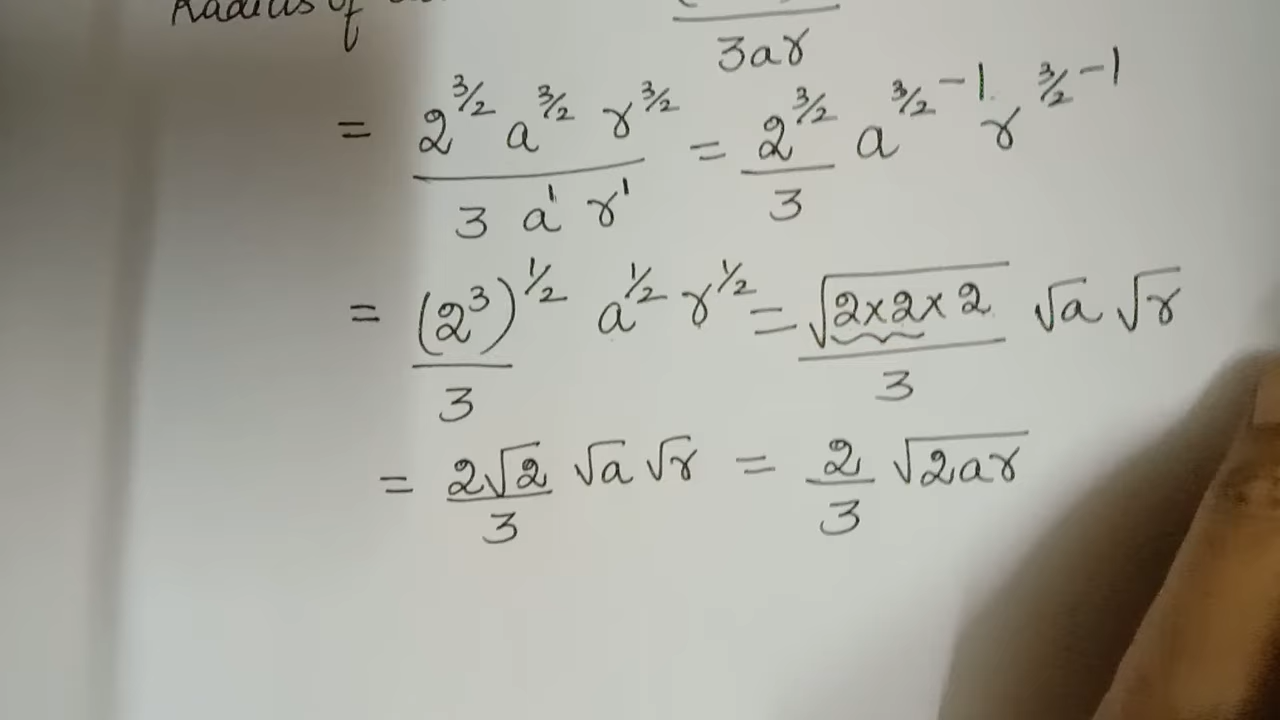 Radius of
3ar
= 2^3/2 a^3/2 r^3/2 / 3 a^1 r^1 = 2^3/2 / 3 a^3/2 -1 r^3/2 -1
= (2^3)^1/2 / 3 a^1/2 r^1/2 = √2×2×2 / 3 √a √r
= 2√2 / 3 √a √r = 2/3 √2ar